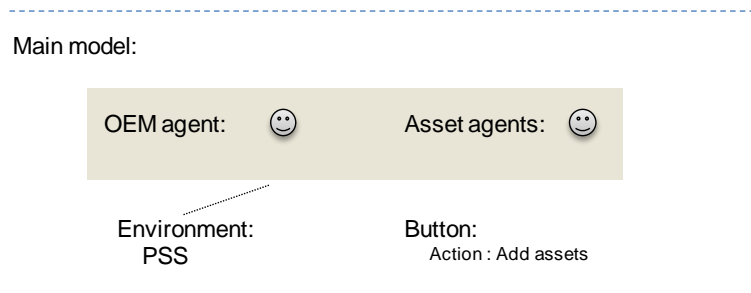 Main model:
OEM agent:
Asset agents:
Environment:
PSS
Button:
Action : Add assets